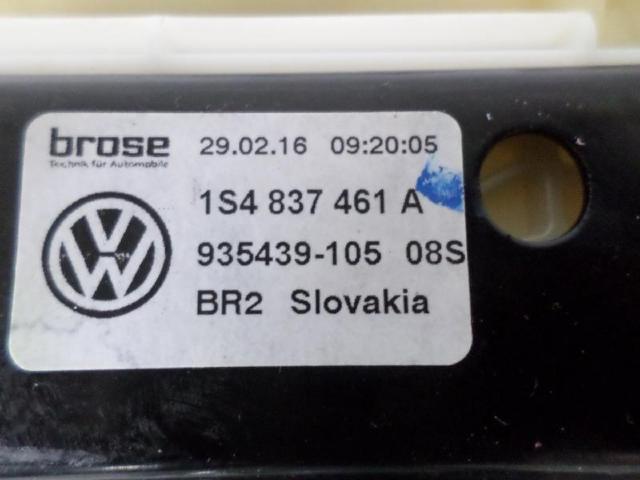 brose 29.02.16 09:20:05
Technik für Automobile
1S4 837 461 A
935439-105 08S
BR2 Slovakia